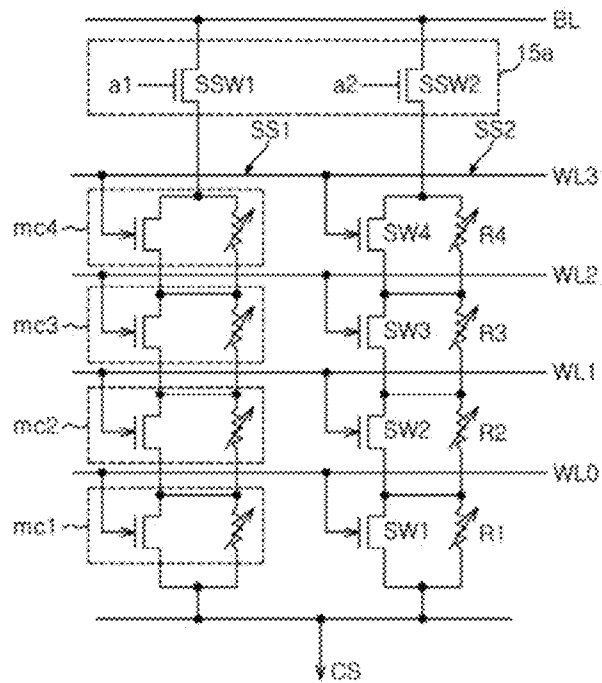 BL
15a
a1 SSW1 a2 SSW2
SS1 SS2
WL3
mc4 SW4 R4
WL2
mc3 SW3 R3
WL1
mc2 SW2 R2
WL0
mc1 SW1 R1
CS